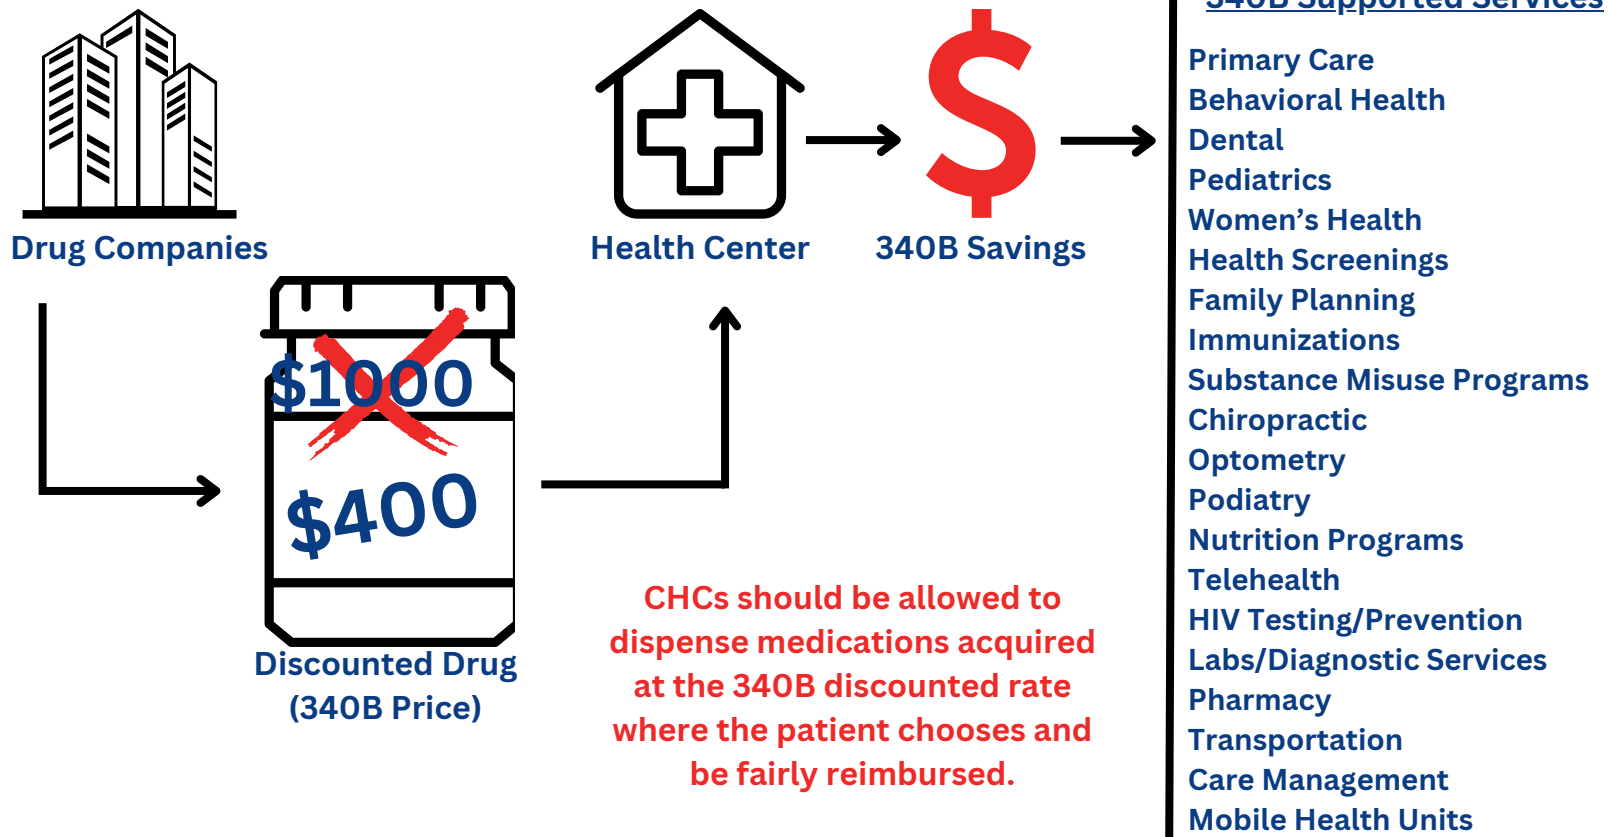 Drug Companies
$1000
$400
Discounted Drug
(340B Price)
Health Center
340B Savings
CHCs should be allowed to
dispense medications acquired
at the 340B discounted rate
where the patient chooses and
be fairly reimbursed.
340B Supported Services
Primary Care
Behavioral Health
Dental
Pediatrics
Women’s Health
Health Screenings
Family Planning
Immunizations
Substance Misuse Programs
Chiropractic
Optometry
Podiatry
Nutrition Programs
Telehealth
HIV Testing/Prevention
Labs/Diagnostic Services
Pharmacy
Transportation
Care Management
Mobile Health Units